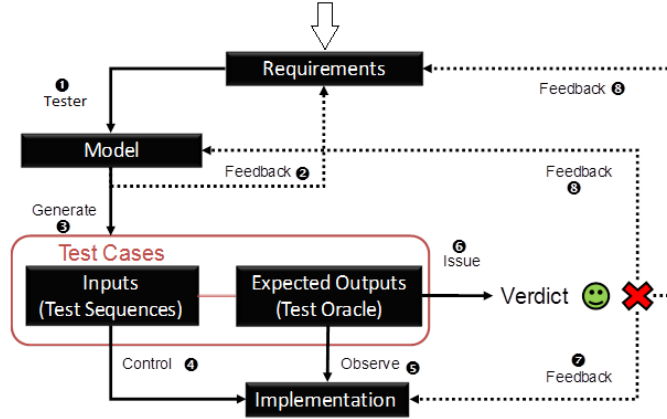 Requirements
❶
Tester
Feedback ❽
Model
Feedback ❷
Feedback
❽
Generate
❸
Test Cases
❻
Issue
Inputs
(Test Sequences)
Expected Outputs
(Test Oracle)
Verdict
Control ❹
Observe ❺
❼
Feedback
Implementation